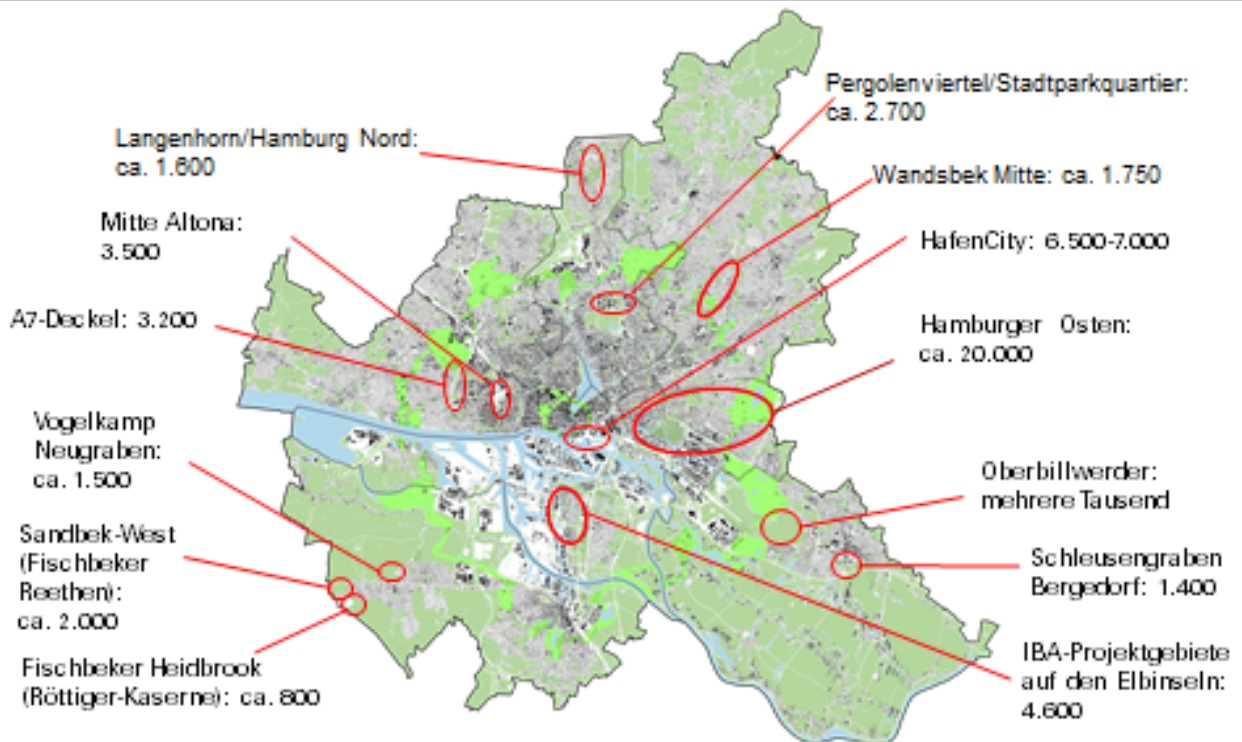 Langenhorn/Hamburg Nord:
ca. 1.600
Mitte Altona:
3.500
A7-Deckel: 3.200
Vogelkamp
Neugraben:
ca. 1.500
Sandbek-West
(Fischbeker
Reethen):
ca. 2.000
Fischbeker Heidbrook
(Röttiger-Kaserne): ca. 800
Pergolenviertel/Stadtparkquartier:
ca. 2.700
Wandsbek Mitte: ca. 1.750
HafenCity: 6.500-7.000
Hamburger Osten:
ca. 20.000
Oberbillwerder:
mehrere Tausend
Schleusengraben
Bergedorf: 1.400
IBA-Projektgebiete
auf den Elbinseln:
4.600